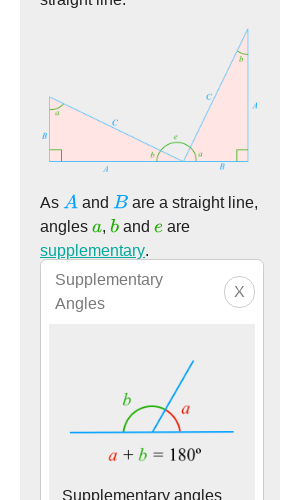 straight line.
b
C
a
C
e
A
B
b
a
A
B
As A and B are a straight line,
angles a, b and e are
supplementary.
Supplementary
Angles
X
b
a
a + b = 180º
Supplementary angles